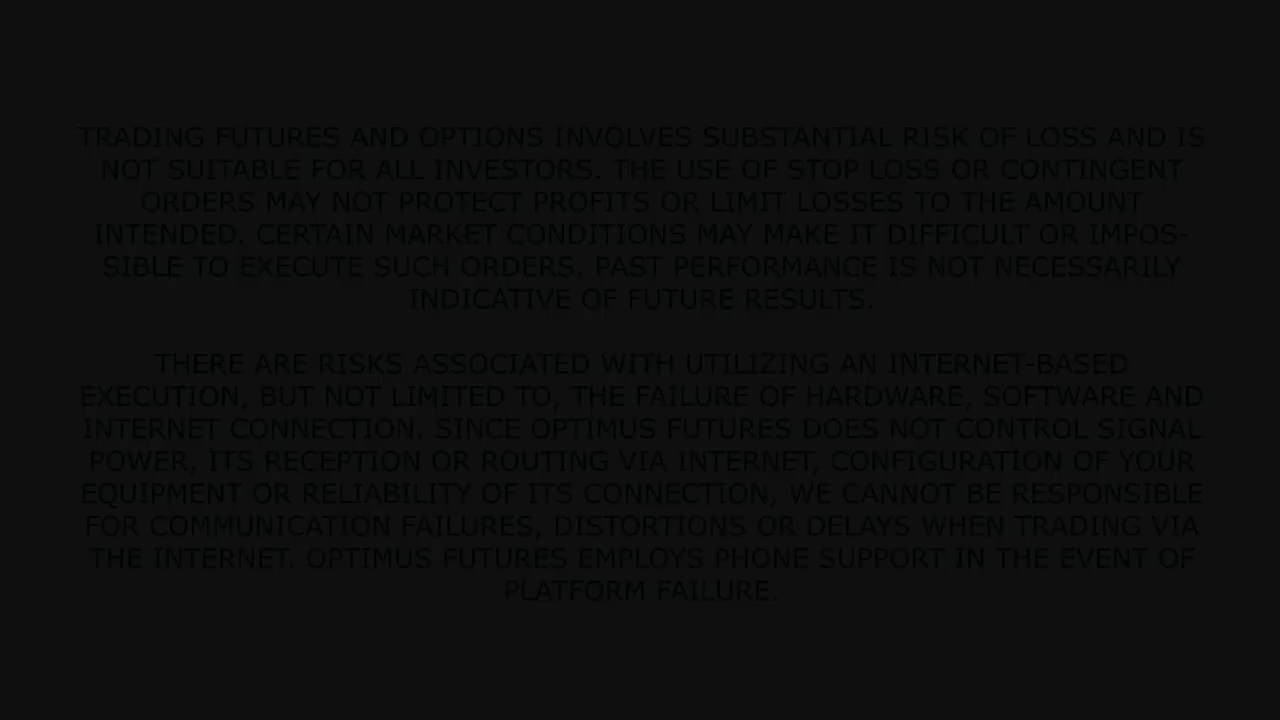 TRADING FUTURES AND OPTIONS INVOLVES SUBSTANTIAL RISK OF LOSS AND IS
NOT SUITABLE FOR ALL INVESTORS. THE USE OF STOP LOSS OR CONTINGENT
ORDERS MAY NOT PROTECT PROFITS OR LIMIT LOSSES TO THE AMOUNT
INTENDED. CERTAIN MARKET CONDITIONS MAY MAKE IT DIFFICULT OR IMPOS-
SIBLE TO EXECUTE SUCH ORDERS. PAST PERFORMANCE IS NOT NECESSARILY
INDICATIVE OF FUTURE RESULTS.
THERE ARE RISKS ASSOCIATED WITH UTILIZING AN INTERNET-BASED
EXECUTION, BUT NOT LIMITED TO, THE FAILURE OF HARDWARE, SOFTWARE AND
INTERNET CONNECTION. SINCE OPTIMUS FUTURES DOES NOT CONTROL SIGNAL
POWER, ITS RECEPTION OR ROUTING VIA INTERNET, CONFIGURATION OF YOUR
EQUIPMENT OR RELIABILITY OF ITS CONNECTION, WE CANNOT BE RESPONSIBLE
FOR COMMUNICATION FAILURES, DISTORTIONS OR DELAYS WHEN TRADING VIA
THE INTERNET. OPTIMUS FUTURES EMPLOYS PHONE SUPPORT IN THE EVENT OF
PLATFORM FAILURE.